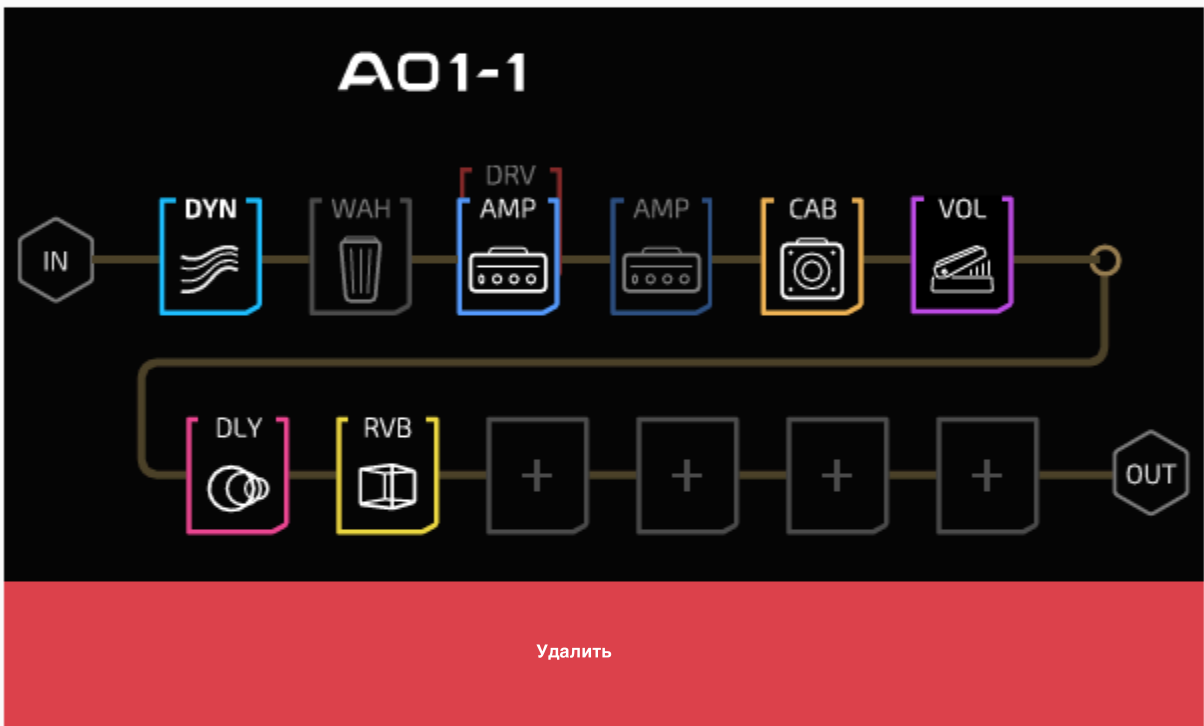 A01-1
DRV
DYN WAH AMP AMP CAB VOL
IN
DLY RVB
+ + + +
OUT
Удалить